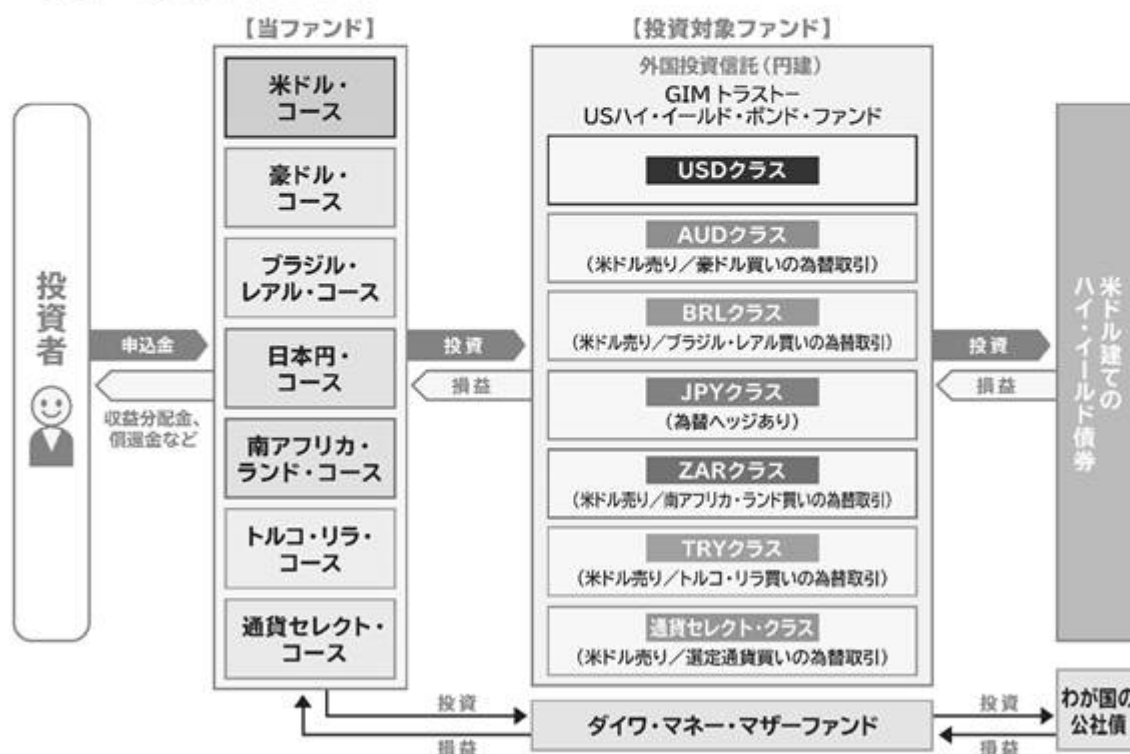 【当ファンド】
【投資対象ファンド】
投資者
申込金
収益分配金、
償還金など
米ドル・
コース
豪ドル・
コース
ブラジル・
レアル・コース
日本円・
コース
南アフリカ・
ランド・コース
トルコ・リラ・
コース
通貨セレクト・
コース
投資
損益
外国投資信託(円建)
GIMトラストー
USハイ・イールド・ボンド・ファンド
USDクラス
AUDクラス
(米ドル売り/豪ドル買いの為替取引)
BRLクラス
(米ドル売り/ブラジル・レアル買いの為替取引)
JPYクラス
(為替ヘッジあり)
ZARクラス
(米ドル売り/南アフリカ・ランド買いの為替取引)
TRYクラス
(米ドル売り/トルコ・リラ買いの為替取引)
通貨セレクト・クラス
(米ドル売り/選定通貨買いの為替取引)
投資
損益
米ドル建ての
ハイ・イールド債券
投資
損益
ダイワ・マネー・マザーファンド
投資
損益
わが国の
公社債